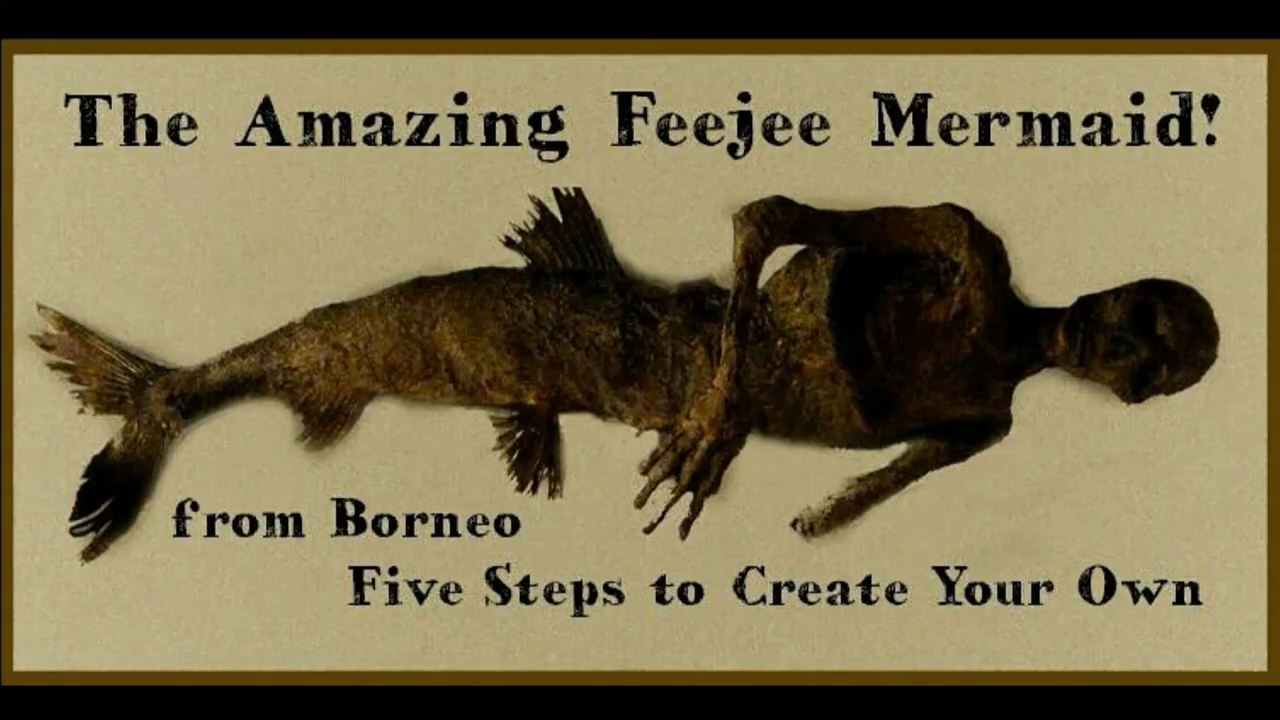 The Amazing Feejee Mermaid!
from Borneo
Five Steps to Create Your Own